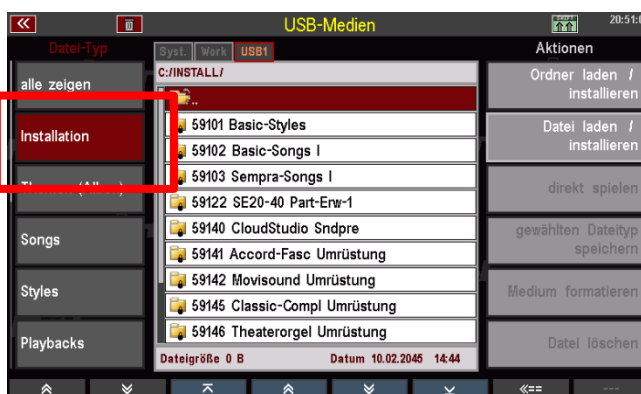 USB-Medien
20:51:0
Datei-Typ
Syst. Work USB1
Aktionen
alle zeigen
C:/INSTALL/
Ordner laden /
installieren
..
Installation
59101 Basic-Styles
Datei laden /
installieren
59102 Basic-Songs I
59103 Sempra-Songs I
(Album)
direkt spielen
59122 SE20-40 Part-Erw-1
Songs
59140 CloudStudio Sndpre
gewählten Dateityp
speichern
59141 Accord-Fasc Umrüstung
Styles
59142 Movisound Umrüstung
Medium formatieren
59145 Classic-Compl Umrüstung
Playbacks
59146 Theaterorgel Umrüstung
Datei löschen
Dateigröße 0 B Datum 10.02.2045 14:44
«==
---